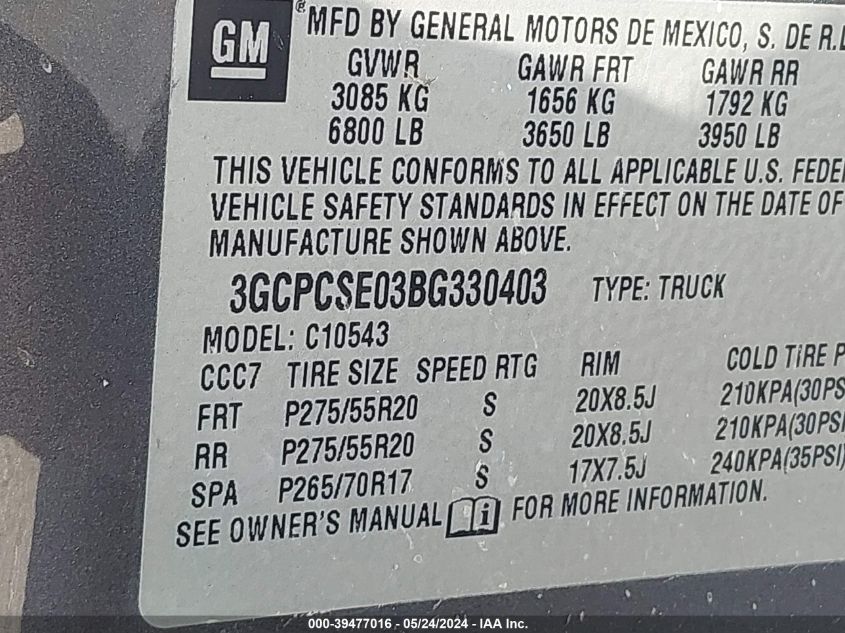 GM
® MFD BY GENERAL MOTORS DE MEXICO, S. DE R.L
GVWR GAWR FRT GAWR RR
3085 KG 1656 KG 1792 KG
6800 LB 3650 LB 3950 LB
THIS VEHICLE CONFORMS TO ALL APPLICABLE U.S. FEDE
VEHICLE SAFETY STANDARDS IN EFFECT ON THE DATE OF
MANUFACTURE SHOWN ABOVE.
3GCPCSE03BG330403 TYPE: TRUCK
MODEL: C10543
CCC7 TIRE SIZE SPEED RTG RIM COLD TIRE P
FRT P275/55R20 S 20X8.5J 210KPA(30PS
RR P275/55R20 S 20X8.5J 210KPA(30PSI
SPA P265/70R17 S 17X7.5J 240KPA(35PSI)
SEE OWNER'S MANUAL i FOR MORE INFORMATION.
000-39477016 - 05/24/2024 - IAA Inc.